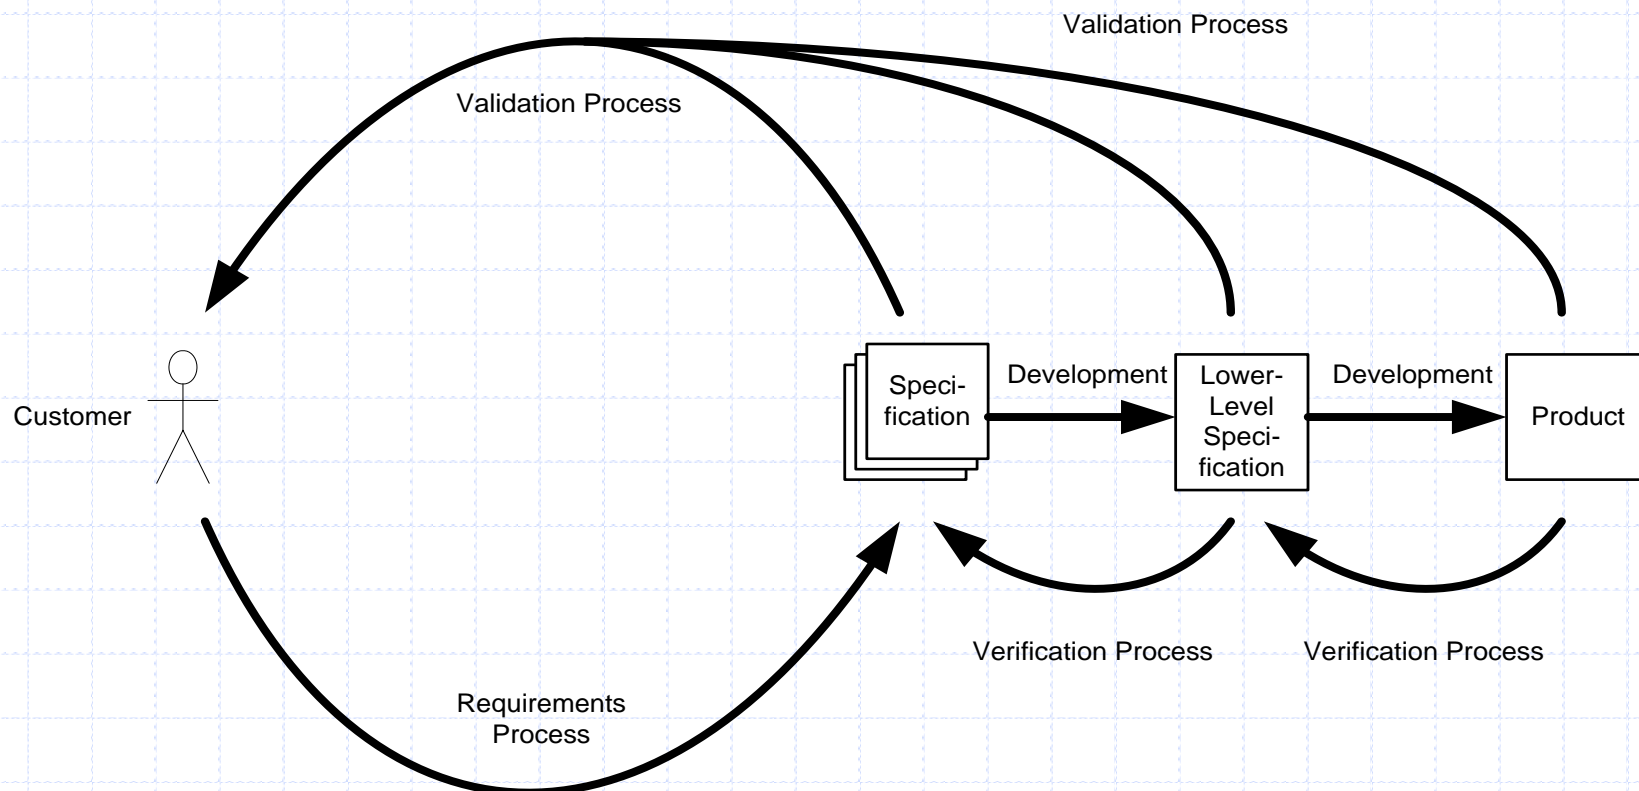 Validation Process
Validation Process
Customer
Speci-
fication
Development
Lower-
Level
Speci-
fication
Development
Product
Verification Process
Verification Process
Requirements
Process